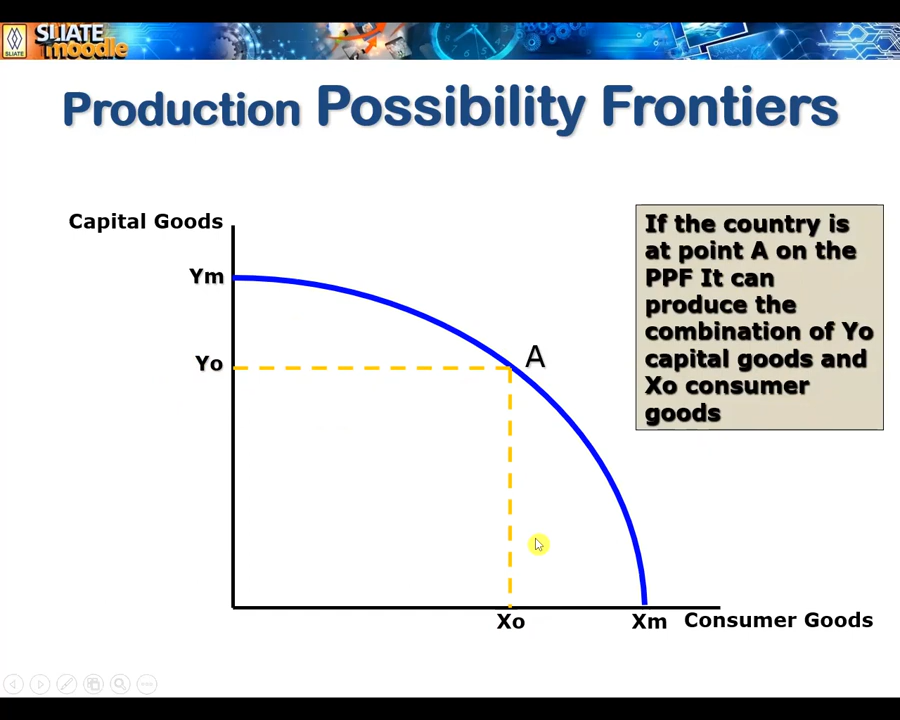 SLIATE
SLIATE
moodle
Production Possibility Frontiers
Capital Goods
Ym
Yo
A
Xo
Xm
Consumer Goods
If the country is
at point A on the
PPF It can
produce the
combination of Yo
capital goods and
Xo consumer
goods